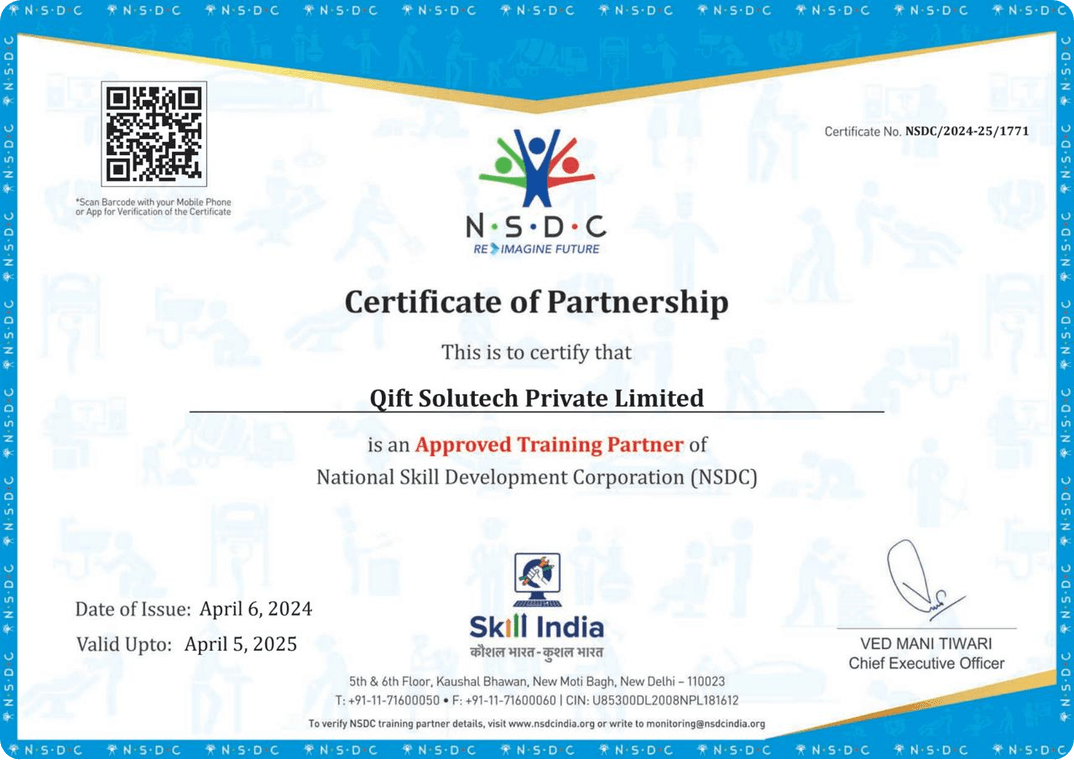 N·S·D·C N·S·D·C N·S·D·C N·S·D·C N·S·D·C N·S·D·C N·S·D·C N·S·D·C N·S·D·C N·S·D·C N·S·D·C
*Scan Barcode with your Mobile Phone
or App for Verification of the Certificate
Certificate No. NSDC/2024-25/1771
N·S·D·C
RE IMAGINE FUTURE
Certificate of Partnership
This is to certify that
Qift Solutech Private Limited
is an Approved Training Partner of
National Skill Development Corporation (NSDC)
Date of Issue: April 6, 2024
Valid Upto: April 5, 2025
Skill India
कौशल भारत - कुशल भारत
VED MANI TIWARI
Chief Executive Officer
5th & 6th Floor, Kaushal Bhawan, New Moti Bagh, New Delhi – 110023
T: +91-11-71600050 • F: +91-11-71600060 | CIN: U85300DL2008NPL181612
To verify NSDC training partner details, visit www.nsdcindia.org or write to monitoring@nsdcindia.org
N·S·D·C N·S·D·C N·S·D·C N·S·D·C N·S·D·C N·S·D·C N·S·D·C N·S·D·C N·S·D·C N·S·D·C N·S·D·C